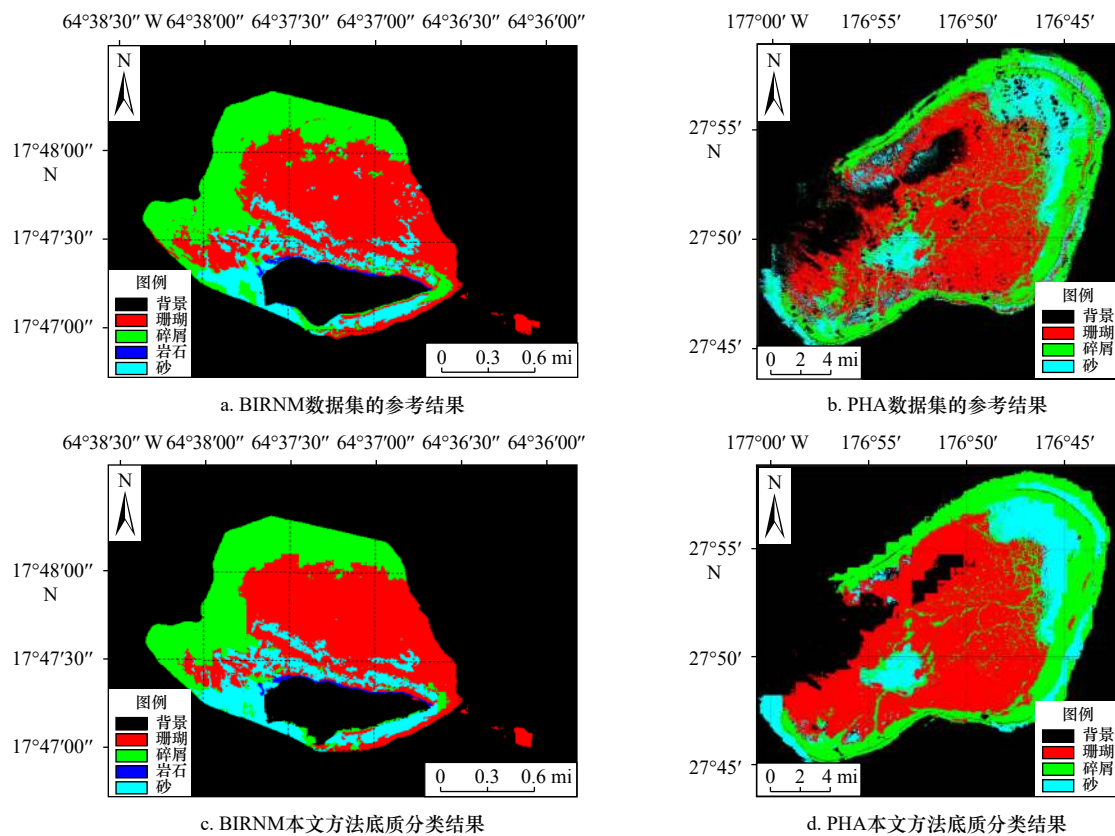 64°38′30″ W 64°38′00″ 64°37′30″ 64°37′00″ 64°36′30″ 64°36′00″
N
17°48′00″
N
17°47′30″
17°47′00″
图例
背景
珊瑚
碎屑
岩石
砂
0 0.3 0.6 mi
a. BIRNM数据集的参考结果
177°00′ W 176°55′ 176°50′ 176°45′
N
27°55′
N
27°50′
27°45′
图例
背景
珊瑚
碎屑
砂
0 2 4 mi
b. PHA数据集的参考结果
64°38′30″ W 64°38′00″ 64°37′30″ 64°37′00″ 64°36′30″ 64°36′00″
N
17°48′00″
N
17°47′30″
17°47′00″
图例
背景
珊瑚
碎屑
岩石
砂
0 0.3 0.6 mi
c. BIRNM本文方法底质分类结果
177°00′ W 176°55′ 176°50′ 176°45′
N
27°55′
N
27°50′
27°45′
图例
背景
珊瑚
碎屑
砂
0 2 4 mi
d. PHA本文方法底质分类结果